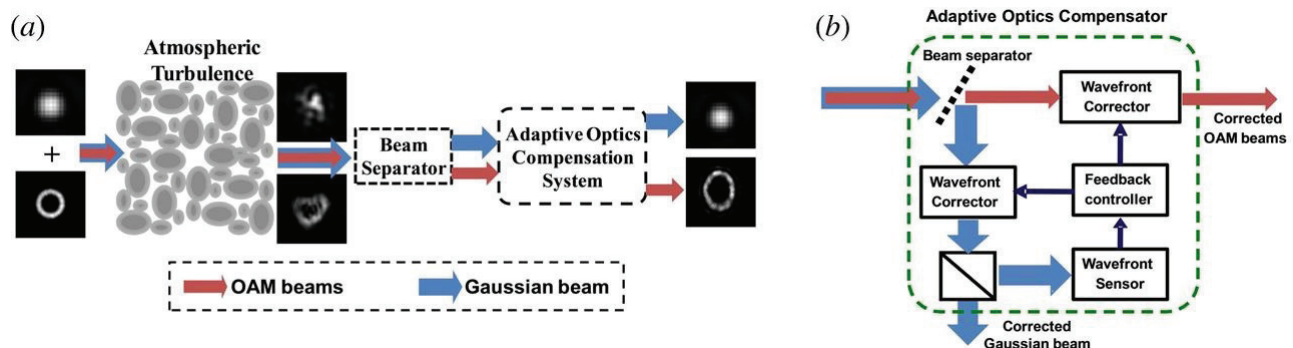 (a)
Atmospheric
Turbulence
+
Beam
Separator
Adaptive Optics
Compensation
System
OAM beams
Gaussian beam
(b)
Adaptive Optics Compensator
Beam separator
Wavefront
Corrector
Corrected
OAM beams
Wavefront
Corrector
Feedback
controller
Wavefront
Sensor
Corrected
Gaussian beam